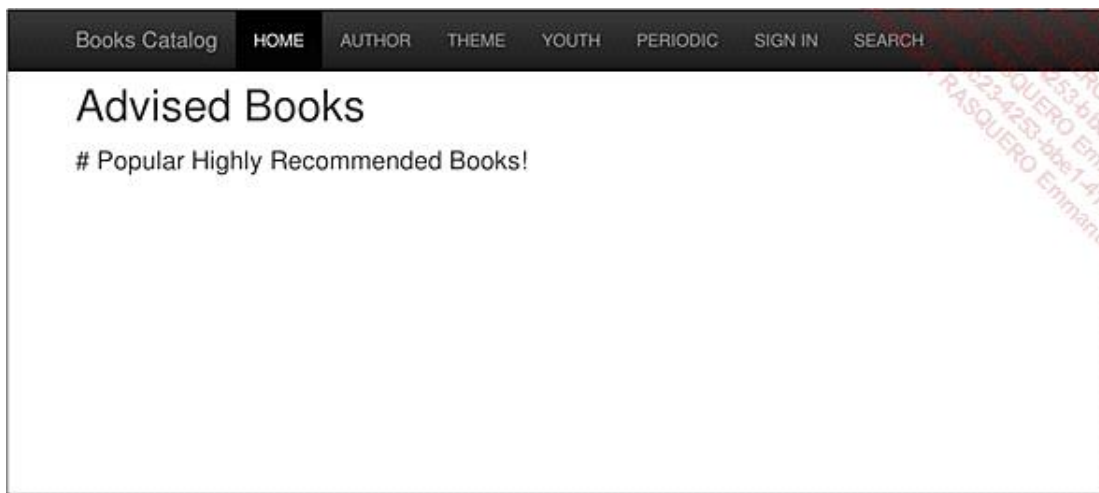 Books Catalog HOME AUTHOR THEME YOUTH PERIODIC SIGN IN SEARCH
Advised Books
# Popular Highly Recommended Books!